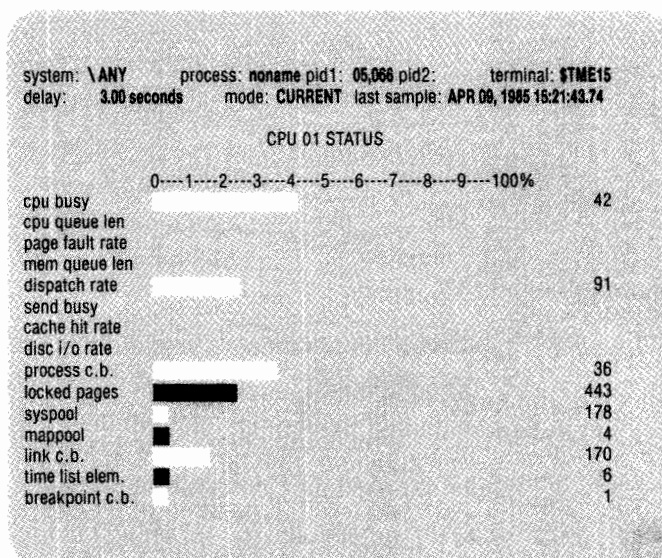 system: \ANY process: noname pid1: 05,066 pid2: terminal: $TME15
delay: 3.00 seconds mode: CURRENT last sample: APR 09, 1985 15:21:43.74
CPU 01 STATUS
0----1----2----3----4----5----6----7----8----9----100%
cpu busy 42
cpu queue len
page fault rate
mem queue len
dispatch rate 91
send busy
cache hit rate
disc i/o rate
process c.b. 36
locked pages 443
syspool 178
mappool 4
link c.b. 170
time list elem. 6
breakpoint c.b. 1